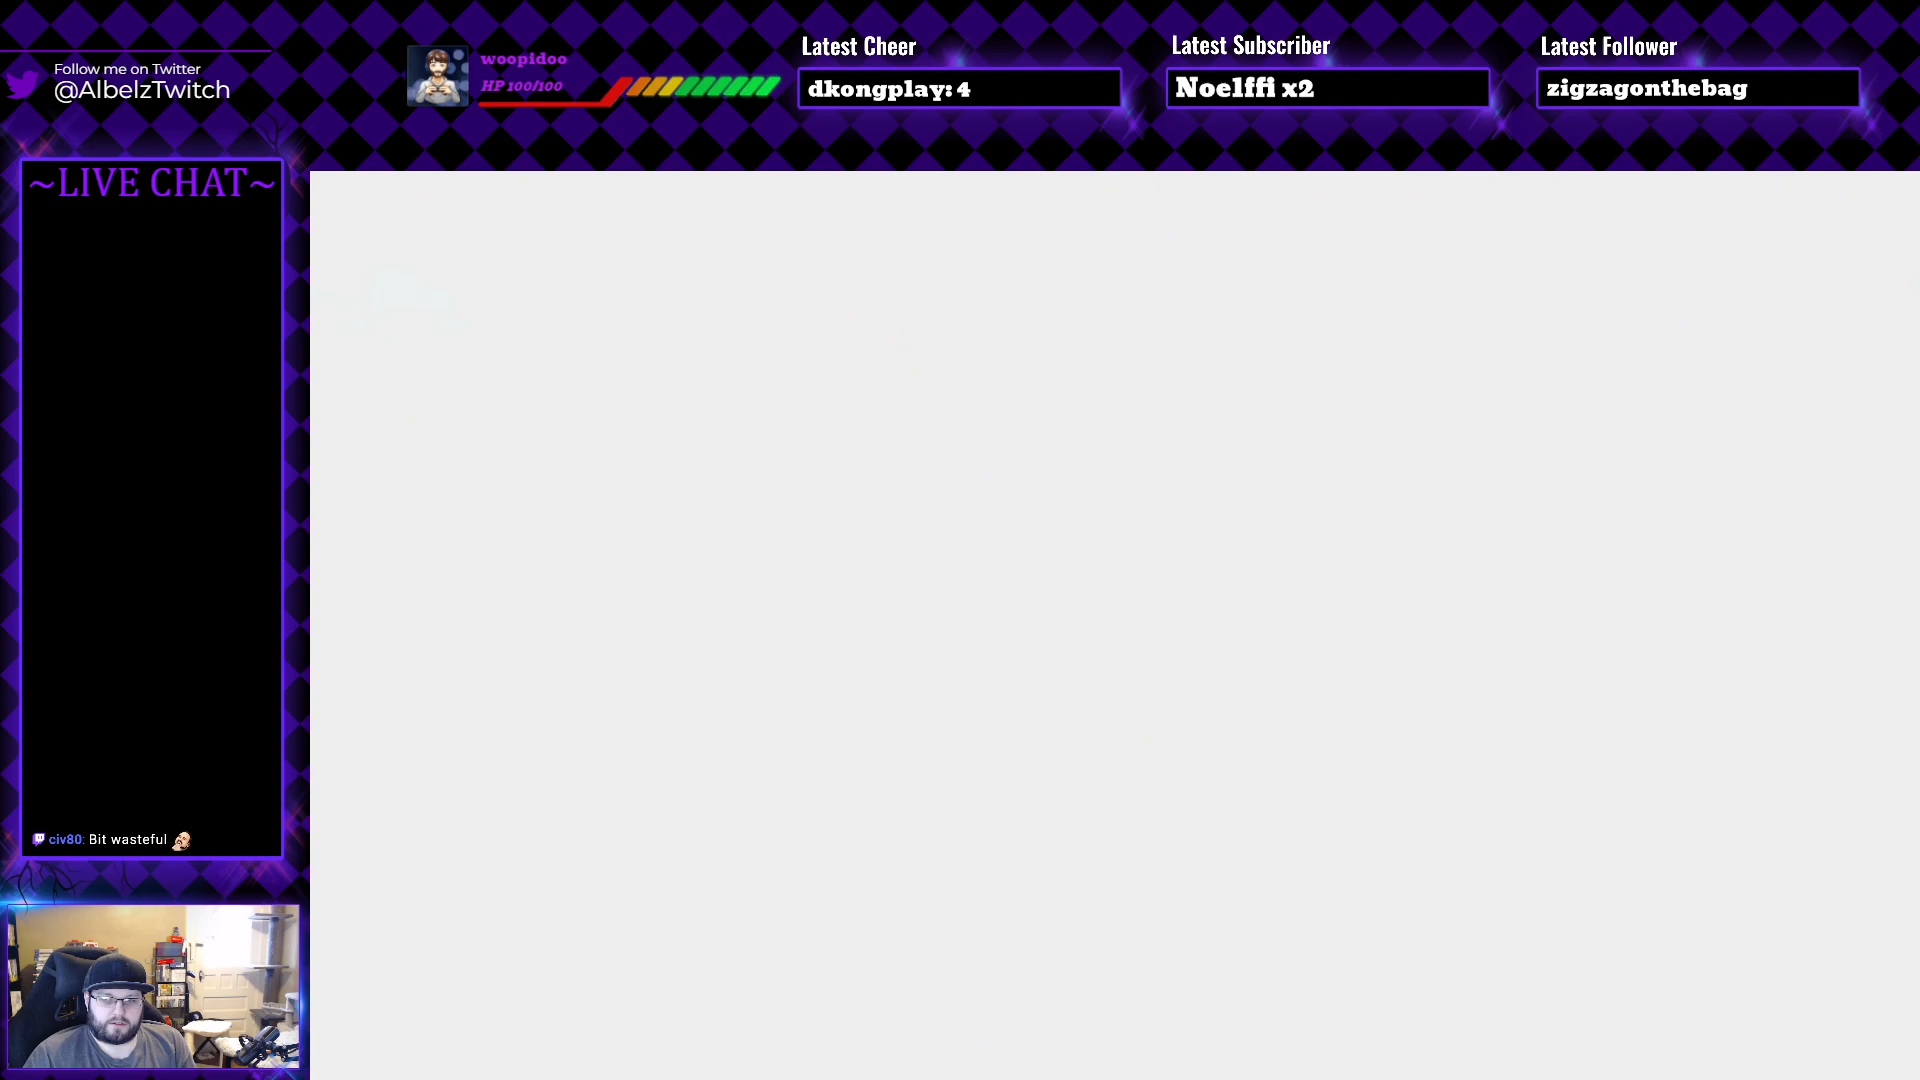 Follow me on Twitter
@AlbelzTwitch
woopidoo
HP 100/100
Latest Cheer
dkongplay: 4
Latest Subscriber
Noelffi x2
Latest Follower
zigzagonthebag
~LIVE CHAT~
civ80: Bit wasteful